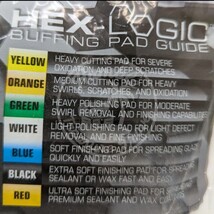 HEX-LOGIC
BUFFING PAD GUIDE
YELLOW HEAVY CUTTING PAD FOR SEVERE
OXIDATION AND DEEP SCRATCHES
ORANGE MEDIUM CUTTING PAD FOR HEAVY
SWIRLS, SCRATCHES, AND OXIDATION
GREEN HEAVY POLISHING PAD FOR MODERATE
SWIRL REMOVAL AND FINISHING CAPABILITIES
WHITE LIGHT POLISHING PAD FOR LIGHT DEFECT
REMOVAL AND FINE FINISHING
BLUE SOFT FINISHING PAD FOR SPREADING GLAZES
QUICKLY AND EASILY
BLACK EXTRA SOFT FINISHING PAD FOR SPREA
SEALANT OR WAX FAST AND EAS
RED ULTRA SOFT FINISHING PAD FOR
PREMIUM SEALANT AND WAX